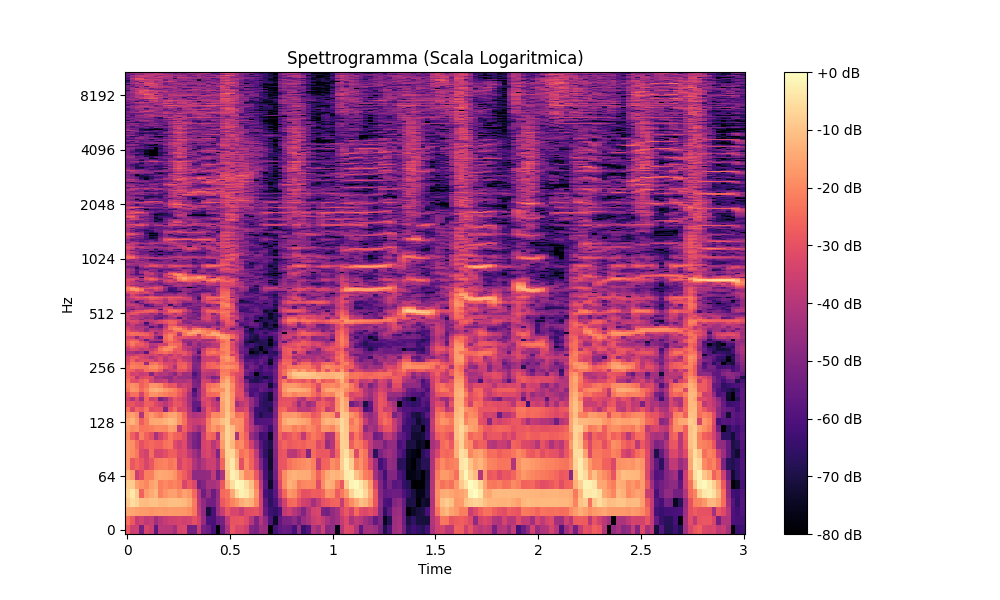 Spettrogramma (Scala Logaritmica)
Hz
8192
4096
2048
1024
512
256
128
64
0
0
0.5
1
1.5
2
2.5
3
Time
+0 dB
-10 dB
-20 dB
-30 dB
-40 dB
-50 dB
-60 dB
-70 dB
-80 dB